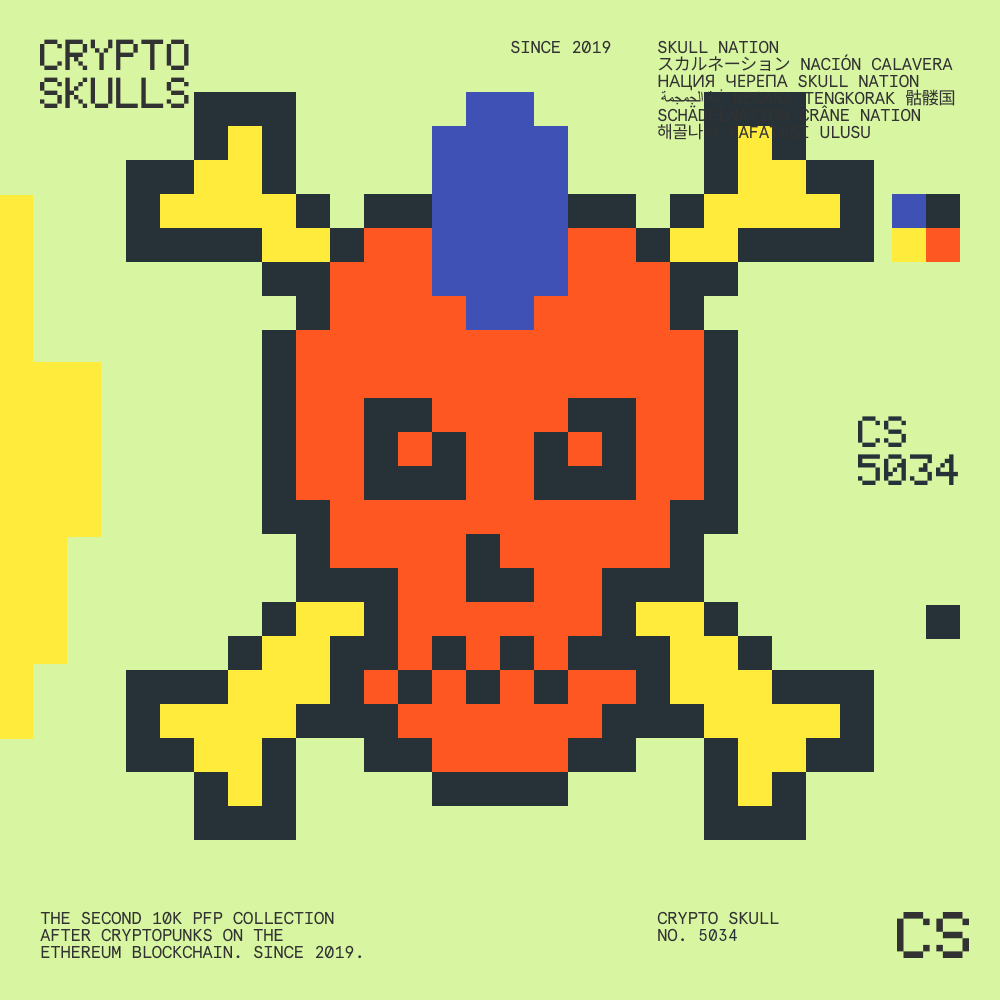 CRYPTO
SKULLS
SINCE 2019
SKULL NATION
スカルネーション NACIÓN CALAVERA
НАЦИЯ ЧЕРЕПА SKULL NATION
الجمجمة TENGKORAK 骷髅国
CRÂNE NATION
해골나 KAFA ULUSU
CS
5034
THE SECOND 10K PFP COLLECTION
AFTER CRYPTOPUNKS ON THE
ETHEREUM BLOCKCHAIN. SINCE 2019.
CRYPTO SKULL
NO. 5034
CS